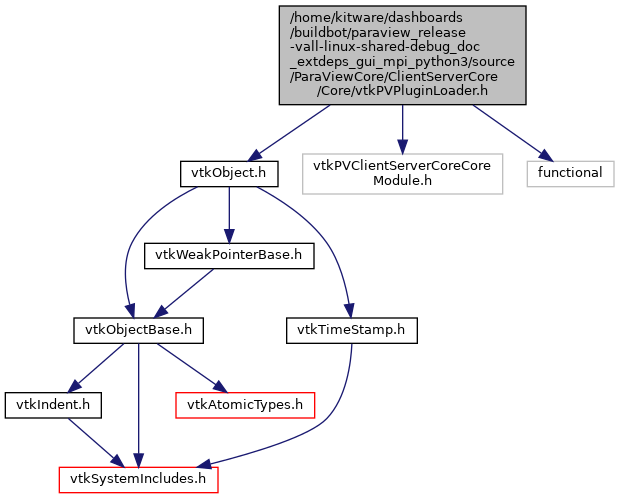 /home/kitware/dashboards
/buildbot/paraview_release
-vall-linux-shared-debug_doc
_extdeps_gui_mpi_python3/source
/ParaViewCore/ClientServerCore
/Core/vtkPVPluginLoader.h
vtkObject.h
vtkPVClientServerCoreCore
Module.h
functional
vtkWeakPointerBase.h
vtkObjectBase.h
vtkTimeStamp.h
vtkIndent.h
vtkAtomicTypes.h
vtkSystemIncludes.h